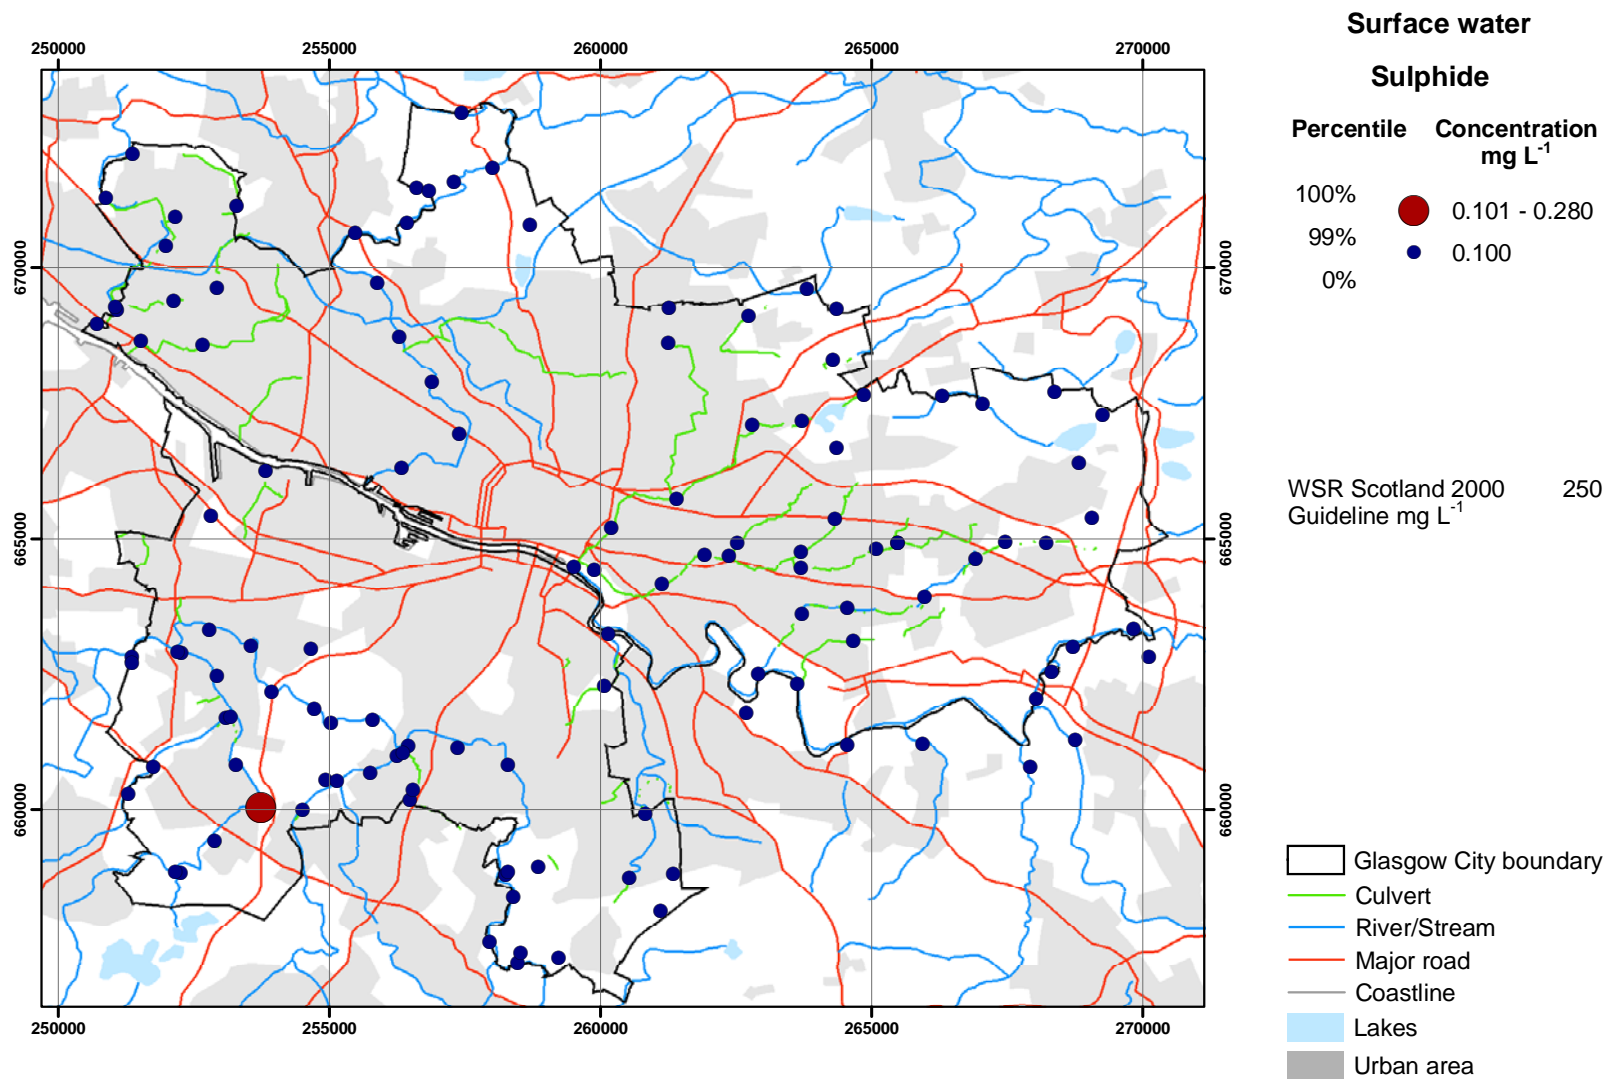 Surface water
Sulphide
Percentile Concentration
mg L-1
100%
0.101 - 0.280
99%
0.100
0%
WSR Scotland 2000 250
Guideline mg L-1
Glasgow City boundary
Culvert
River/Stream
Major road
Coastline
Lakes
Urban area
250000 255000 260000 265000 270000
670000 670000
665000 665000
660000 660000
250000 255000 260000 265000 270000